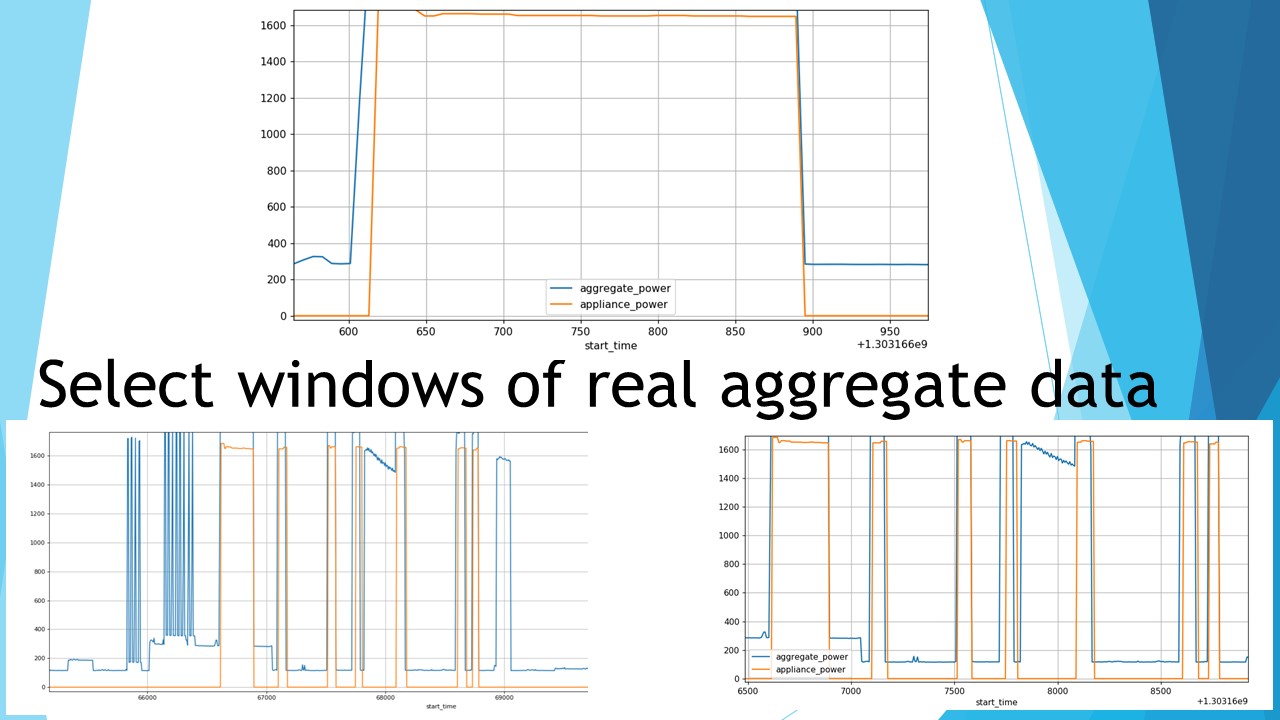 1600
1400
1200
1000
800
600
400
200
0
aggregate_power
appliance_power
600 650 700 750 800 850 900 950
start_time
+1.303166e9
Select windows of real aggregate data
1600
1400
1200
1000
800
600
400
200
0
66000 67000 68000 69000
start_time
1600
1400
1200
1000
800
600
400
200
0
aggregate_power
appliance_power
6500 7000 7500 8000 8500
start_time
+1.30316e9